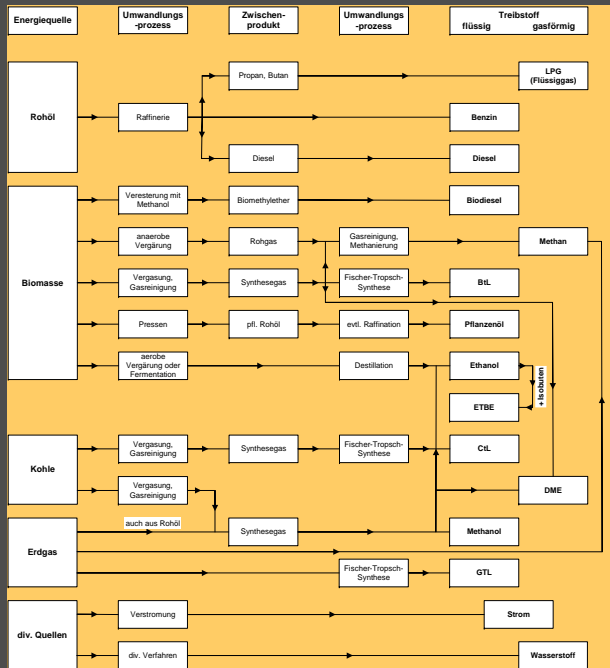 Energiequelle
Umwandlungs
-prozess
Zwischen-
produkt
Umwandlungs
-prozess
Treibstoff
flüssig gasförmig
Rohöl
Raffinerie
Propan, Butan
LPG
(Flüssiggas)
Benzin
Diesel
Diesel
Biomasse
Veresterung mit
Methanol
Biomethylether
Biodiesel
anaerobe
Vergärung
Rohgas
Gasreinigung,
Methanierung
Methan
Vergasung,
Gasreinigung
Synthesegas
Fischer-Tropsch-
Synthese
BtL
Pressen
pfl. Rohöl
evtl. Raffination
Pflanzenöl
aerobe
Vergärung oder
Fermentation
Destillation
Ethanol
+ Isobuten
ETBE
Kohle
Vergasung,
Gasreinigung
Synthesegas
Fischer-Tropsch-
Synthese
CtL
Vergasung,
Gasreinigung
DME
Erdgas
auch aus Rohöl
Synthesegas
Methanol
Fischer-Tropsch-
Synthese
GTL
div. Quellen
Verstromung
Strom
div. Verfahren
Wasserstoff